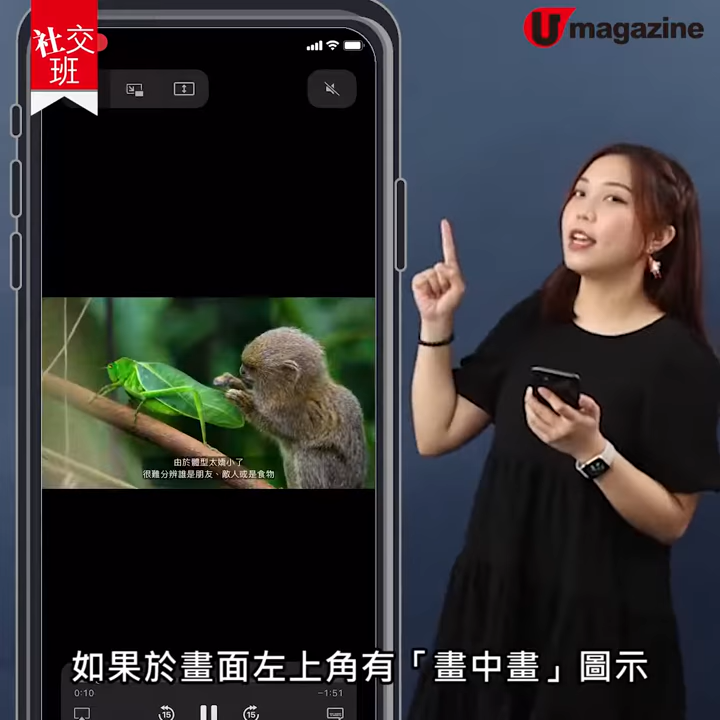 社交班
U magazine
由於體型太嬌小了
很難分辨誰是朋友、敵人或是食物
如果於畫面左上角有「畫中畫」圖示
0:10
−1:51
15
15